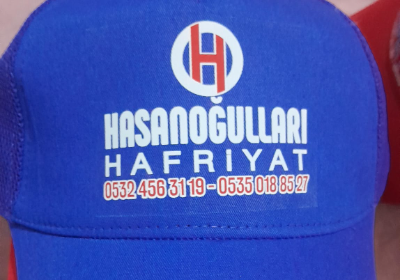 H
HASANOĞULLARI
HAFRIYAT
0532 456 31 19 - 0535 018 85 27